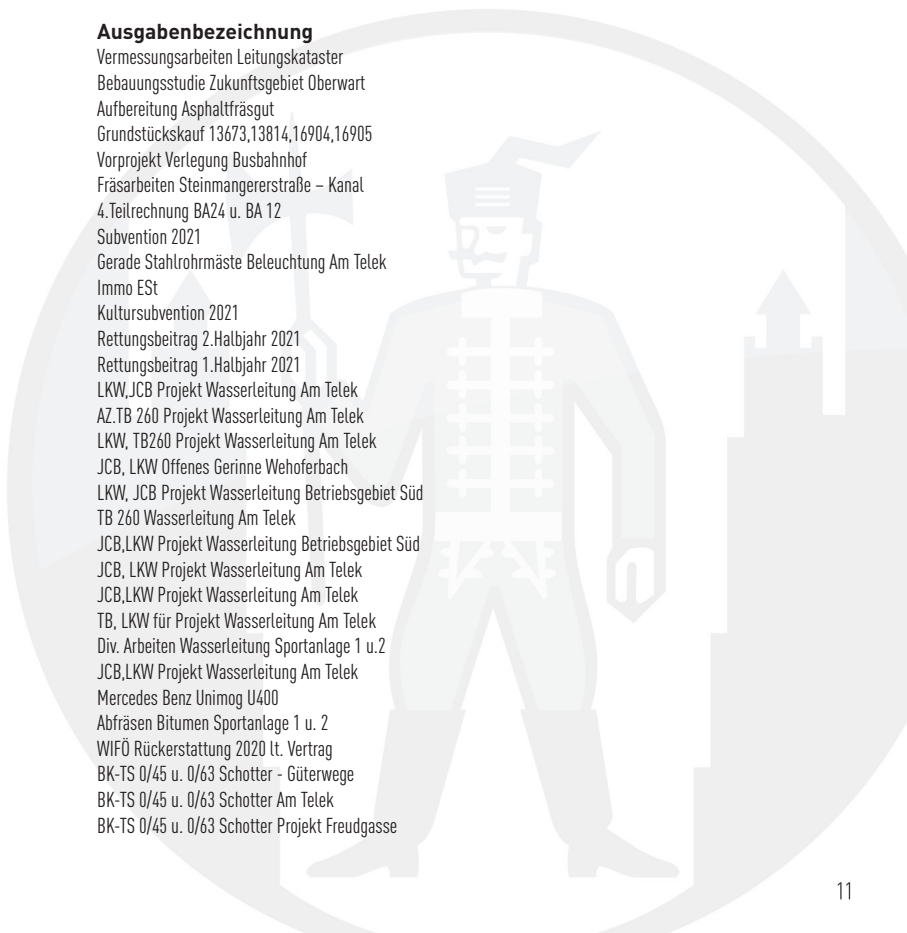 Ausgabenbezeichnung
Vermessungsarbeiten Leitungskataster
Bebauungsstudie Zukunftsgebiet Oberwart
Aufbereitung Asphaltfräsgut
Grundstückskauf 13673,13814,16904,16905
Vorprojekt Verlegung Busbahnhof
Fräsarbeiten Steinmangererstraße – Kanal
4.Teilrechnung BA24 u. BA 12
Subvention 2021
Gerade Stahlrohrmäste Beleuchtung Am Telek
Immo ESt
Kultursubvention 2021
Rettungsbeitrag 2.Halbjahr 2021
Rettungsbeitrag 1.Halbjahr 2021
LKW,JCB Projekt Wasserleitung Am Telek
AZ.TB 260 Projekt Wasserleitung Am Telek
LKW, TB260 Projekt Wasserleitung Am Telek
JCB, LKW Offenes Gerinne Wehoferbach
LKW, JCB Projekt Wasserleitung Betriebsgebiet Süd
TB 260 Wasserleitung Am Telek
JCB,LKW Projekt Wasserleitung Betriebsgebiet Süd
JCB, LKW Projekt Wasserleitung Am Telek
JCB,LKW Projekt Wasserleitung Am Telek
TB, LKW für Projekt Wasserleitung Am Telek
Div. Arbeiten Wasserleitung Sportanlage 1 u.2
JCB,LKW Projekt Wasserleitung Am Telek
Mercedes Benz Unimog U400
Abfräsen Bitumen Sportanlage 1 u. 2
WIFÖ Rückerstattung 2020 lt. Vertrag
BK-TS 0/45 u. 0/63 Schotter - Güterwege
BK-TS 0/45 u. 0/63 Schotter Am Telek
BK-TS 0/45 u. 0/63 Schotter Projekt Freudgasse
11